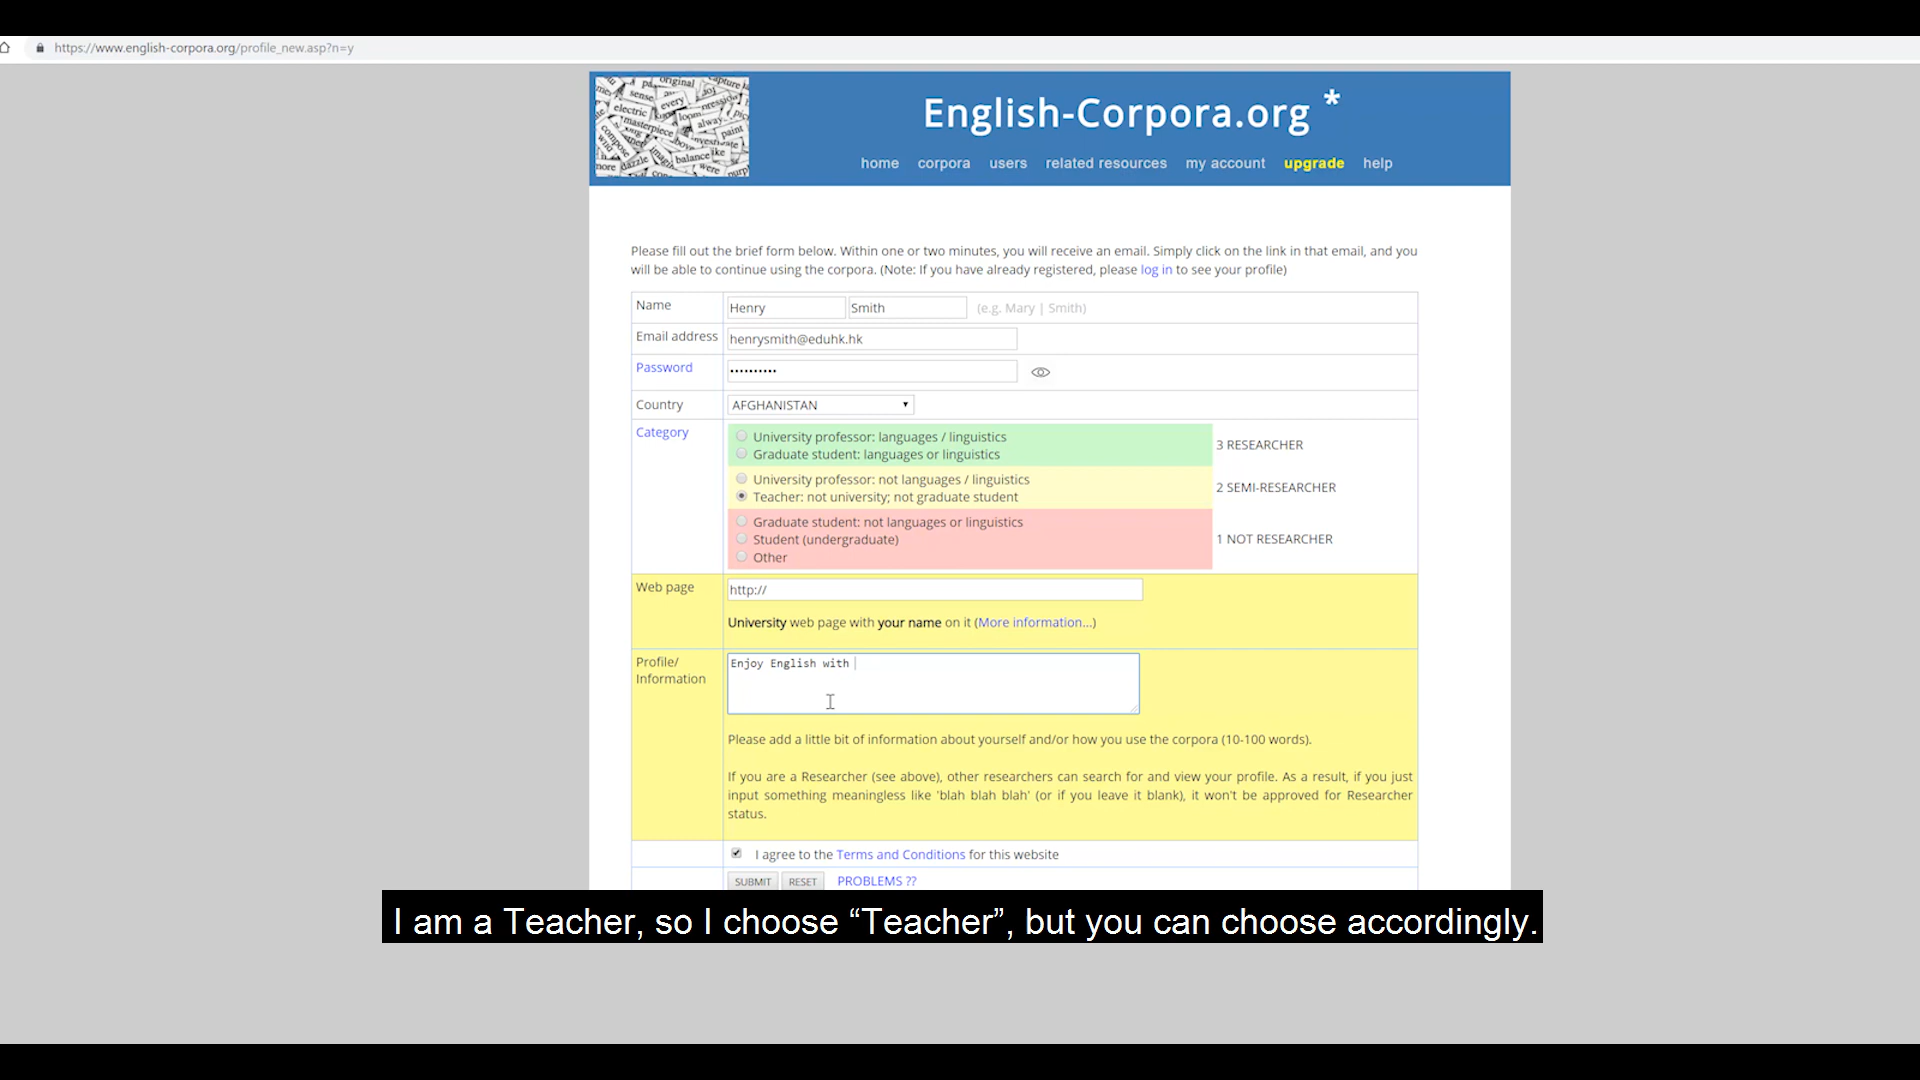 https://www.english-corpora.org/profile_new.asp?n=y
English-Corpora.org *
home corpora users related resources my account upgrade help
Please fill out the brief form below. Within one or two minutes, you will receive an email. Simply click on the link in that email, and you
will be able to continue using the corpora. (Note: If you have already registered, please log in to see your profile)
Name Henry Smith (e.g. Mary | Smith)
Email address henrysmith@eduhk.hk
Password ••••••••••
Country AFGHANISTAN
Category
University professor: languages / linguistics
Graduate student: languages or linguistics
3 RESEARCHER
University professor: not languages / linguistics
Teacher: not university; not graduate student
2 SEMI-RESEARCHER
Graduate student: not languages or linguistics
Student (undergraduate)
Other
1 NOT RESEARCHER
Web page http://
University web page with your name on it (More information...)
Profile/
Information
Enjoy English with
Please add a little bit of information about yourself and/or how you use the corpora (10-100 words).
If you are a Researcher (see above), other researchers can search for and view your profile. As a result, if you just
input something meaningless like 'blah blah blah' (or if you leave it blank), it won't be approved for Researcher
status.
I agree to the Terms and Conditions for this website
SUBMIT RESET PROBLEMS ??
I am a Teacher, so I choose “Teacher”, but you can choose accordingly.